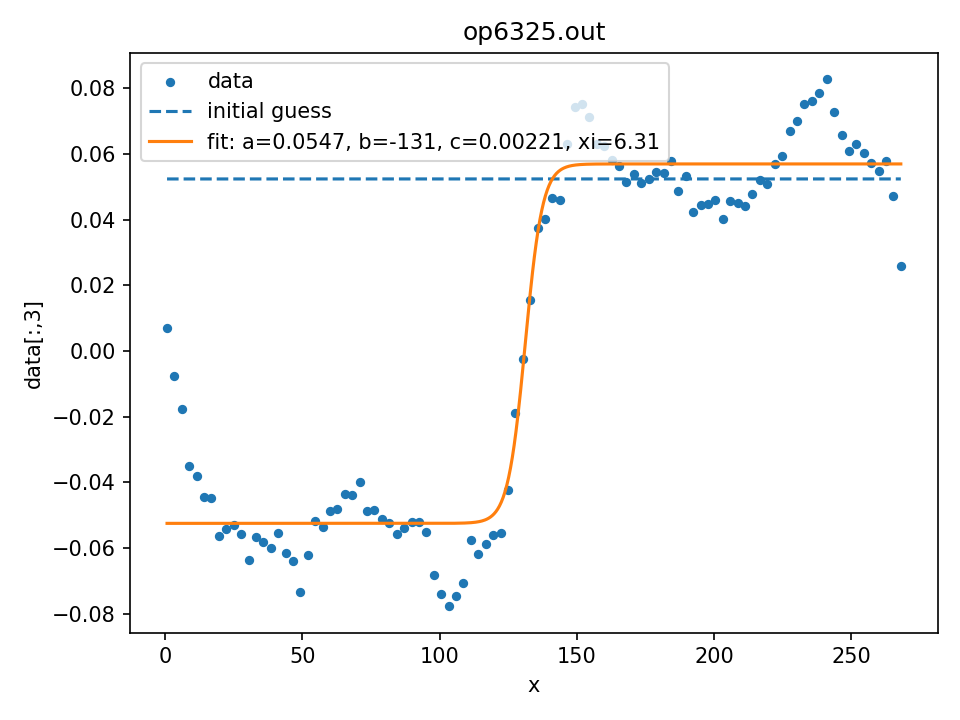 op6325.out
data
initial guess
fit: a=0.0547, b=-131, c=0.00221, xi=6.31
0.08
0.06
0.04
0.02
0.00
−0.02
−0.04
−0.06
−0.08
data[:,3]
0 50 100 150 200 250
x